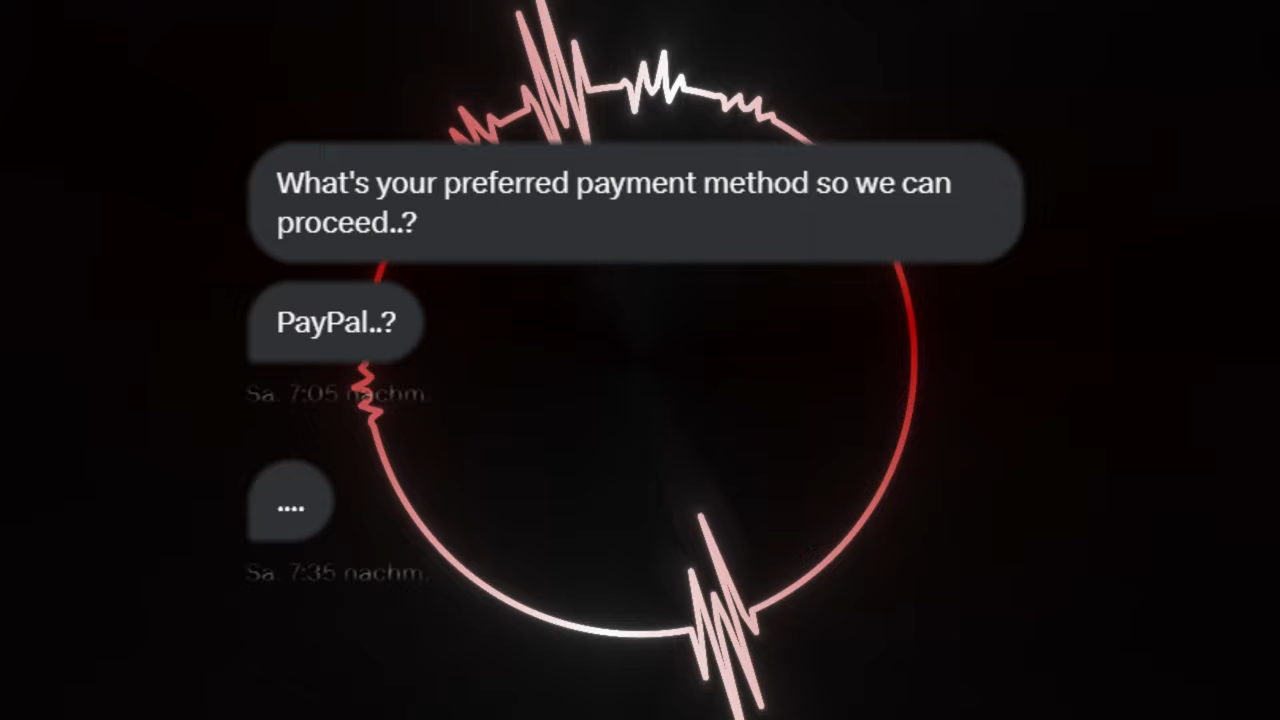 What's your preferred payment method so we can
proceed..?
PayPal..?
Sa. 7:05 nachm.
....
Sa. 7:35 nachm.